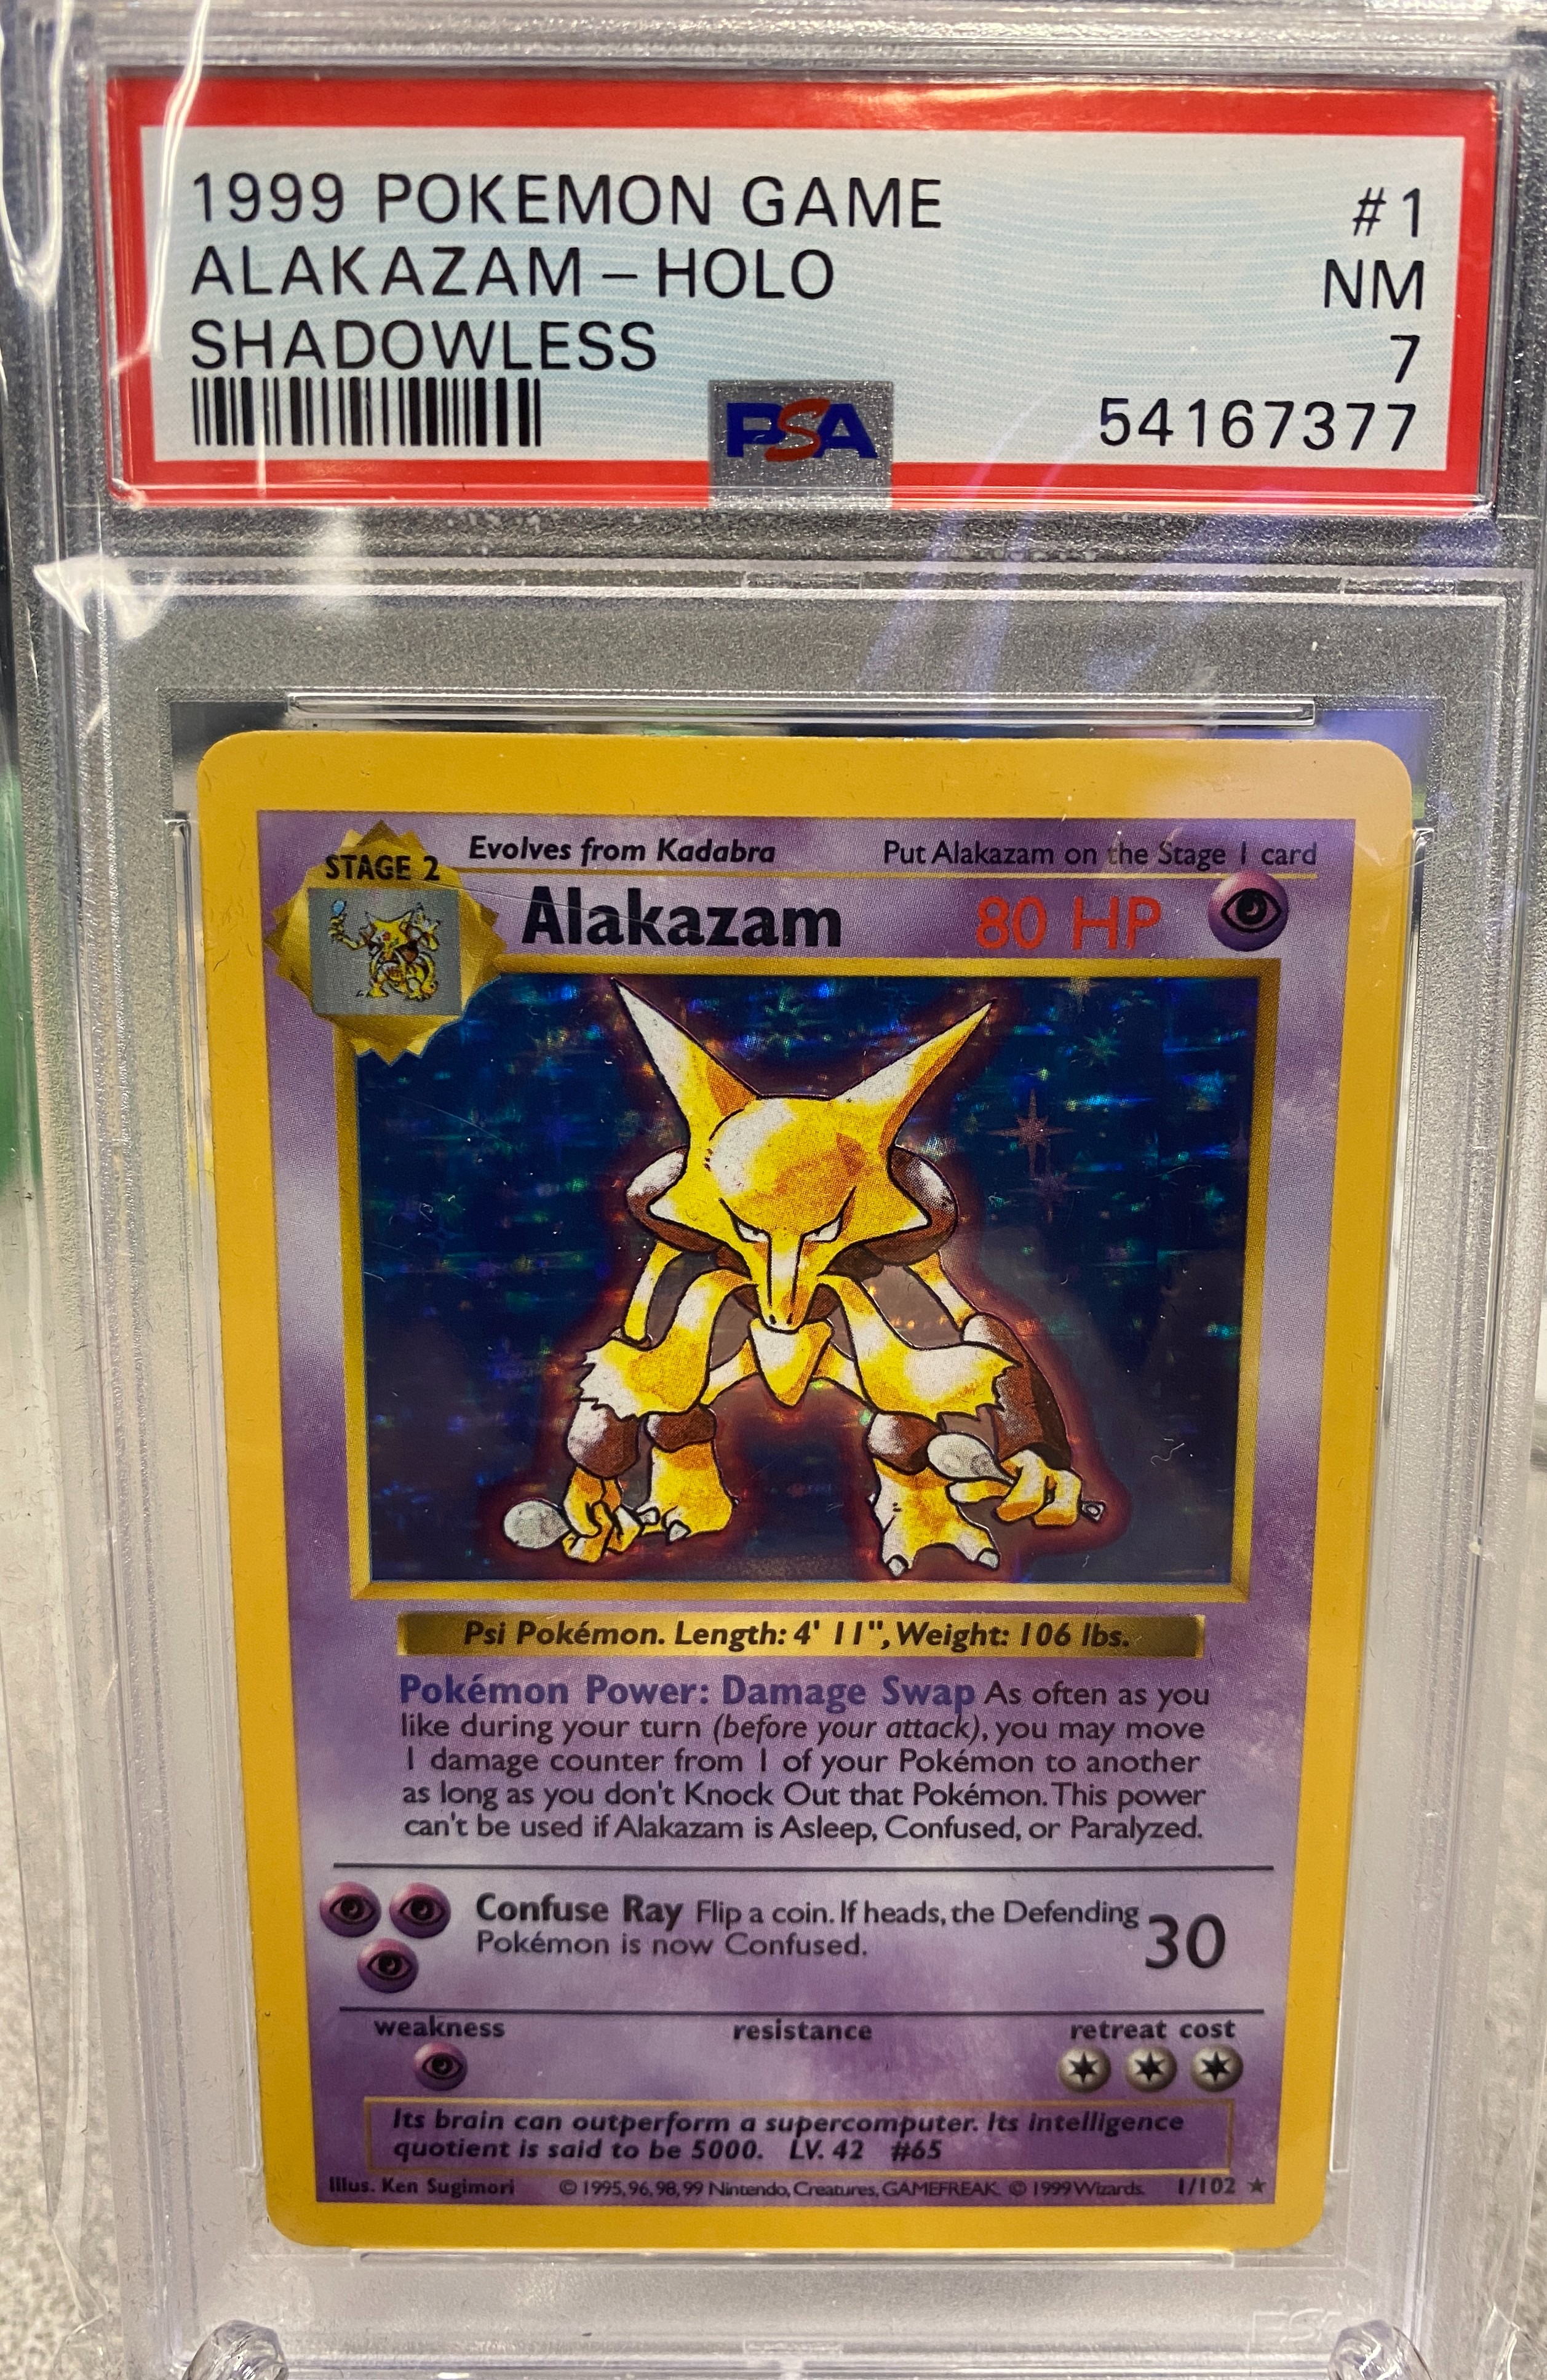 1999 POKEMON GAME #1
ALAKAZAM – HOLO NM
SHADOWLESS 7
PSA 54167377
Evolves from Kadabra Put Alakazam on the Stage 1 card
STAGE 2
Alakazam 80 HP
Psi Pokémon. Length: 4' 11", Weight: 106 lbs.
Pokémon Power: Damage Swap As often as you
like during your turn (before your attack), you may move
1 damage counter from 1 of your Pokémon to another
as long as you don't Knock Out that Pokémon. This power
can't be used if Alakazam is Asleep, Confused, or Paralyzed.
Confuse Ray Flip a coin. If heads, the Defending
Pokémon is now Confused. 30
weakness resistance retreat cost
Its brain can outperform a supercomputer. Its intelligence
quotient is said to be 5000. LV. 42 #65
Illus. Ken Sugimori © 1995, 96, 98, 99 Nintendo, Creatures, GAMEFREAK. © 1999 Wizards. 1/102 ★
PSA